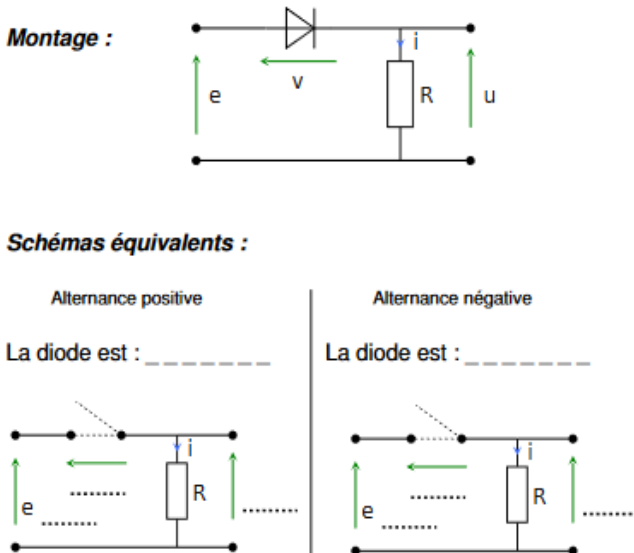 Montage :
i
e
v
R
u
Schémas équivalents :
Alternance positive
Alternance négative
La diode est : _ _ _ _ _ _ _
La diode est : _ _ _ _ _ _ _
i
i
e ............
............
R
............
e ............
............
R
............